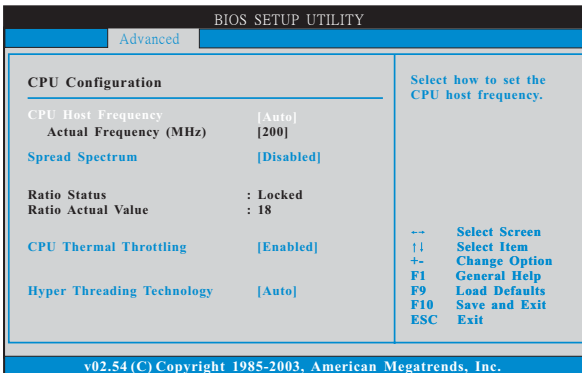 BIOS SETUP UTILITY
Advanced
CPU Configuration
CPU Host Frequency [Auto]
Actual Frequency (MHz) [200]
Spread Spectrum [Disabled]
Ratio Status : Locked
Ratio Actual Value : 18
CPU Thermal Throttling [Enabled]
Hyper Threading Technology [Auto]
Select how to set the
CPU host frequency.
←→ Select Screen
↑↓ Select Item
+- Change Option
F1 General Help
F9 Load Defaults
F10 Save and Exit
ESC Exit
v02.54 (C) Copyright 1985-2003, American Megatrends, Inc.